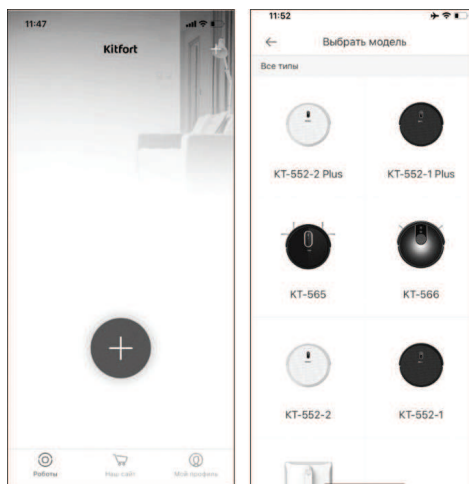 11:47
Kitfort
Роботы
Наш сайт
Мой профиль
11:52
Выбрать модель
Все типы
KT-552-2 Plus
KT-552-1 Plus
KT-565
KT-566
KT-552-2
KT-552-1